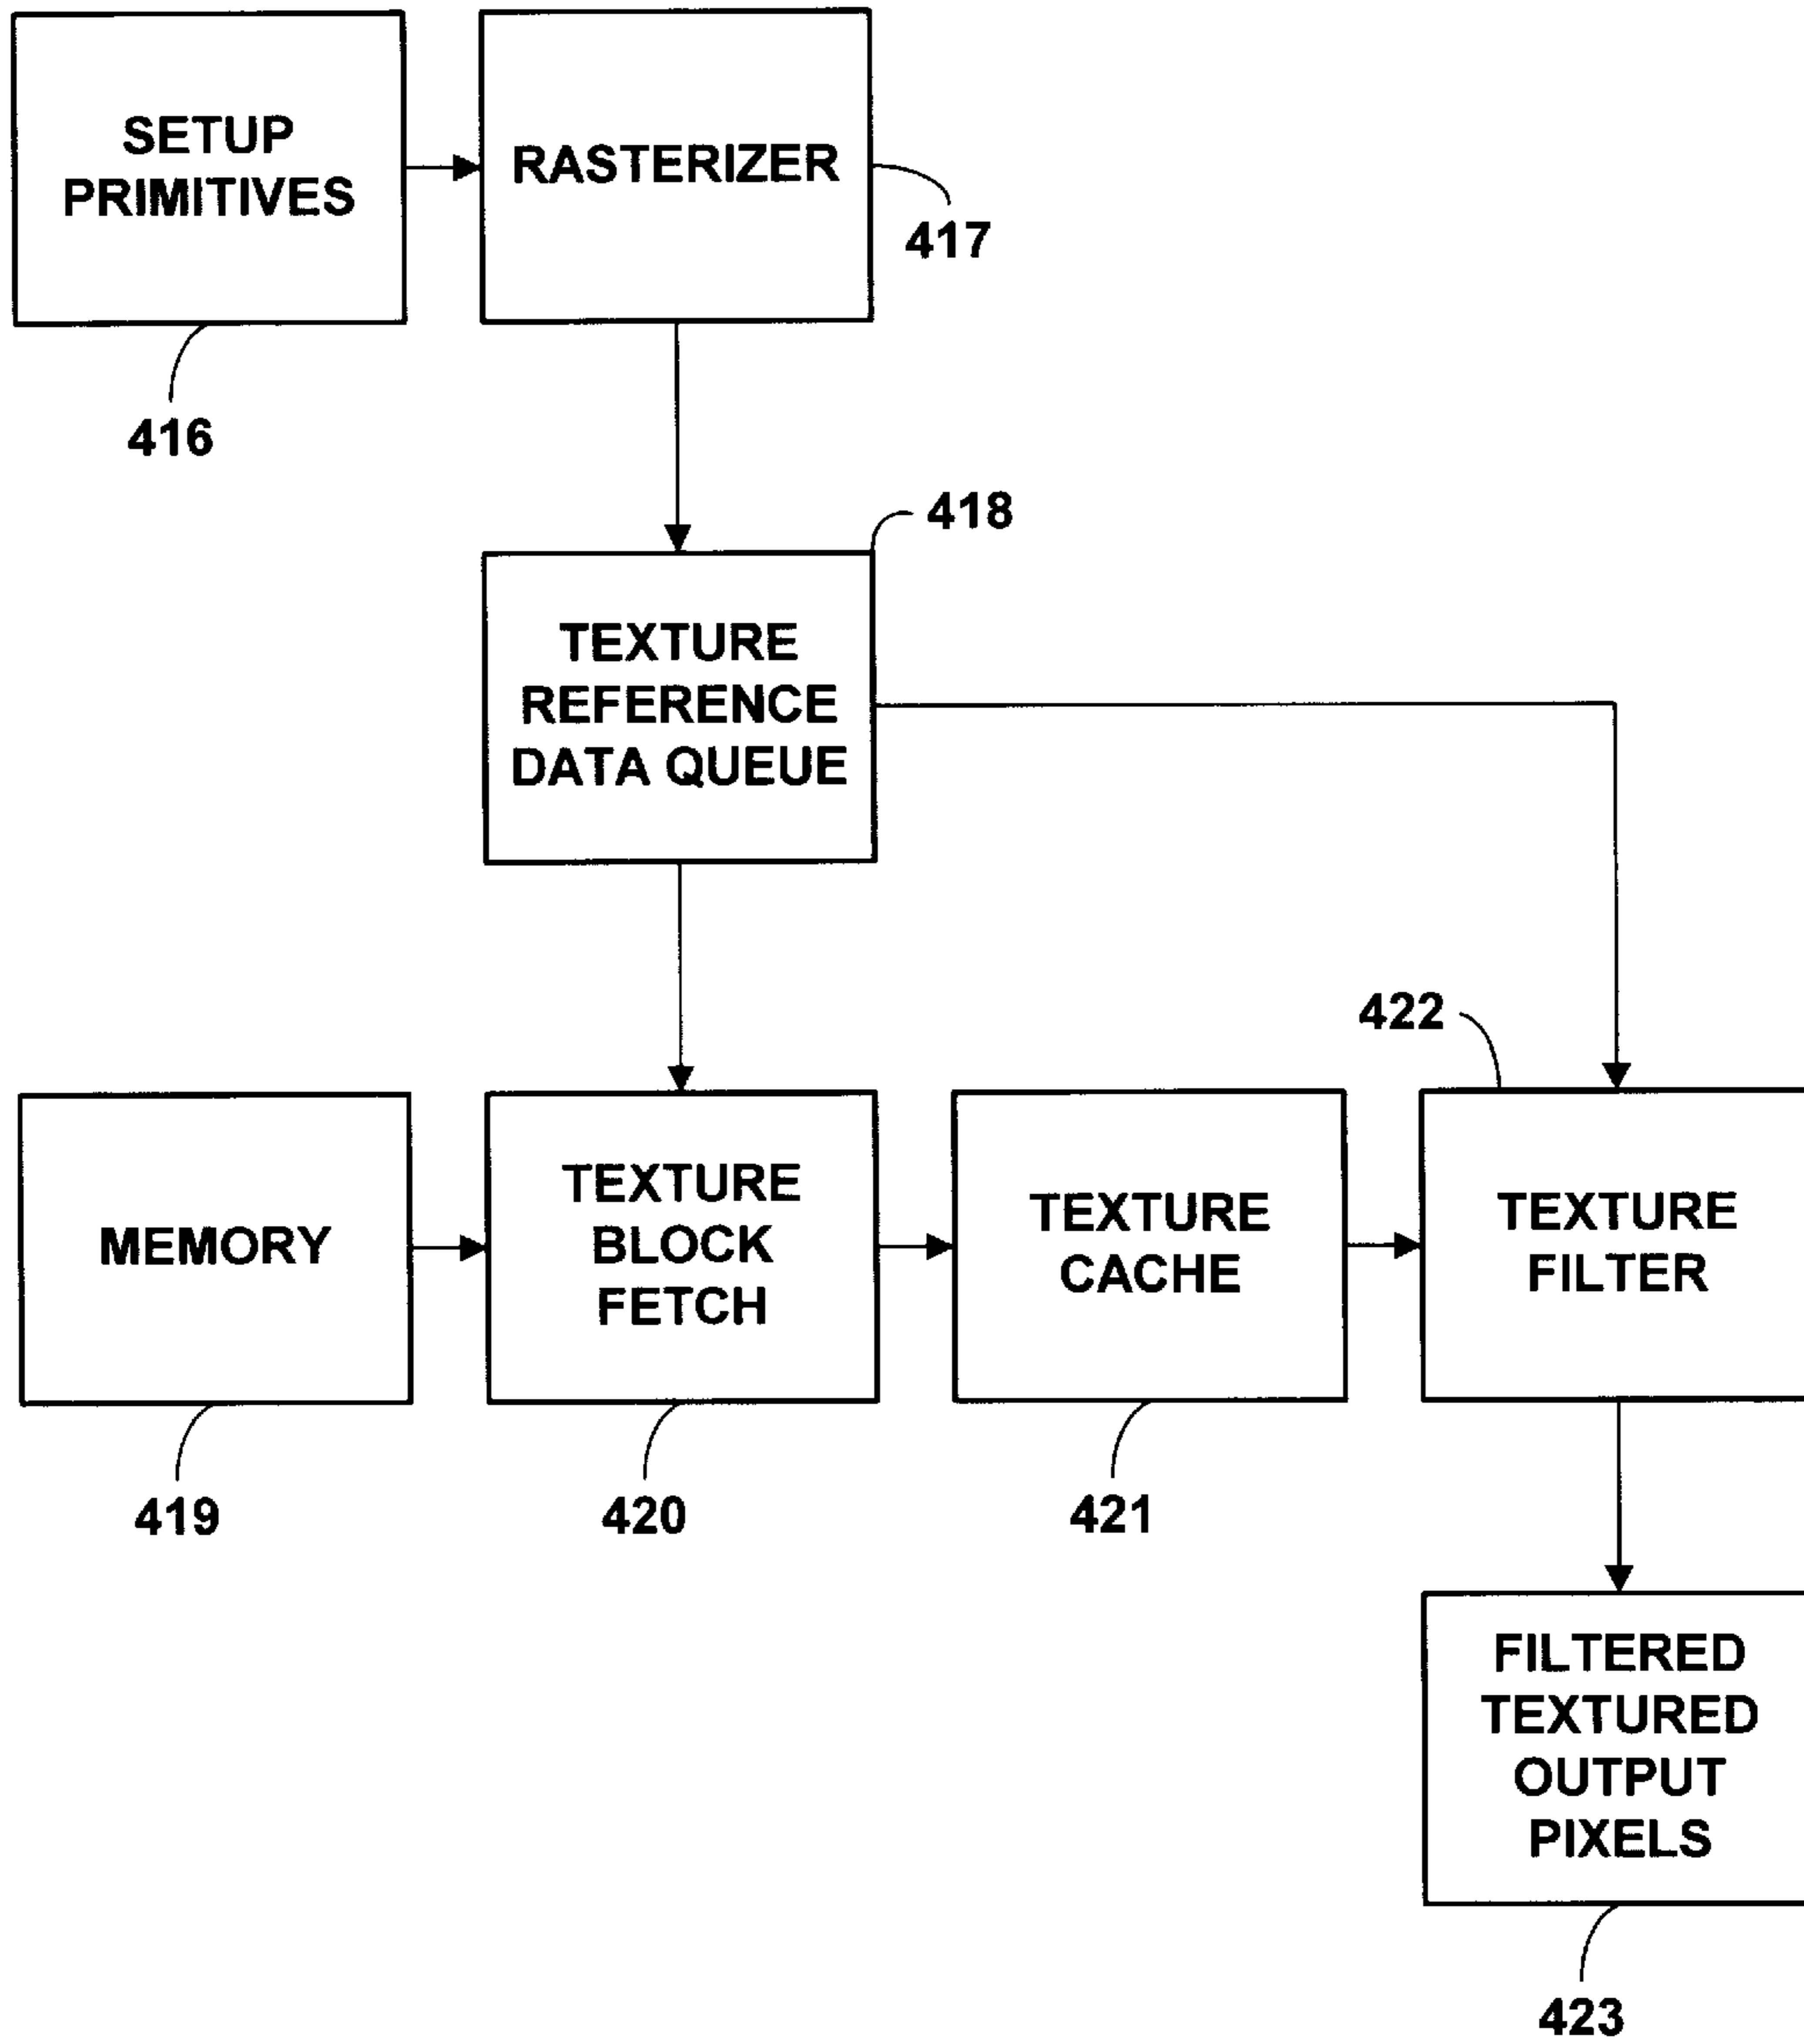 SETUP
PRIMITIVES
RASTERIZER
417
416
418
TEXTURE
REFERENCE
DATA QUEUE
422
MEMORY
TEXTURE
BLOCK
FETCH
TEXTURE
CACHE
TEXTURE
FILTER
419
420
421
FILTERED
TEXTURED
OUTPUT
PIXELS
423